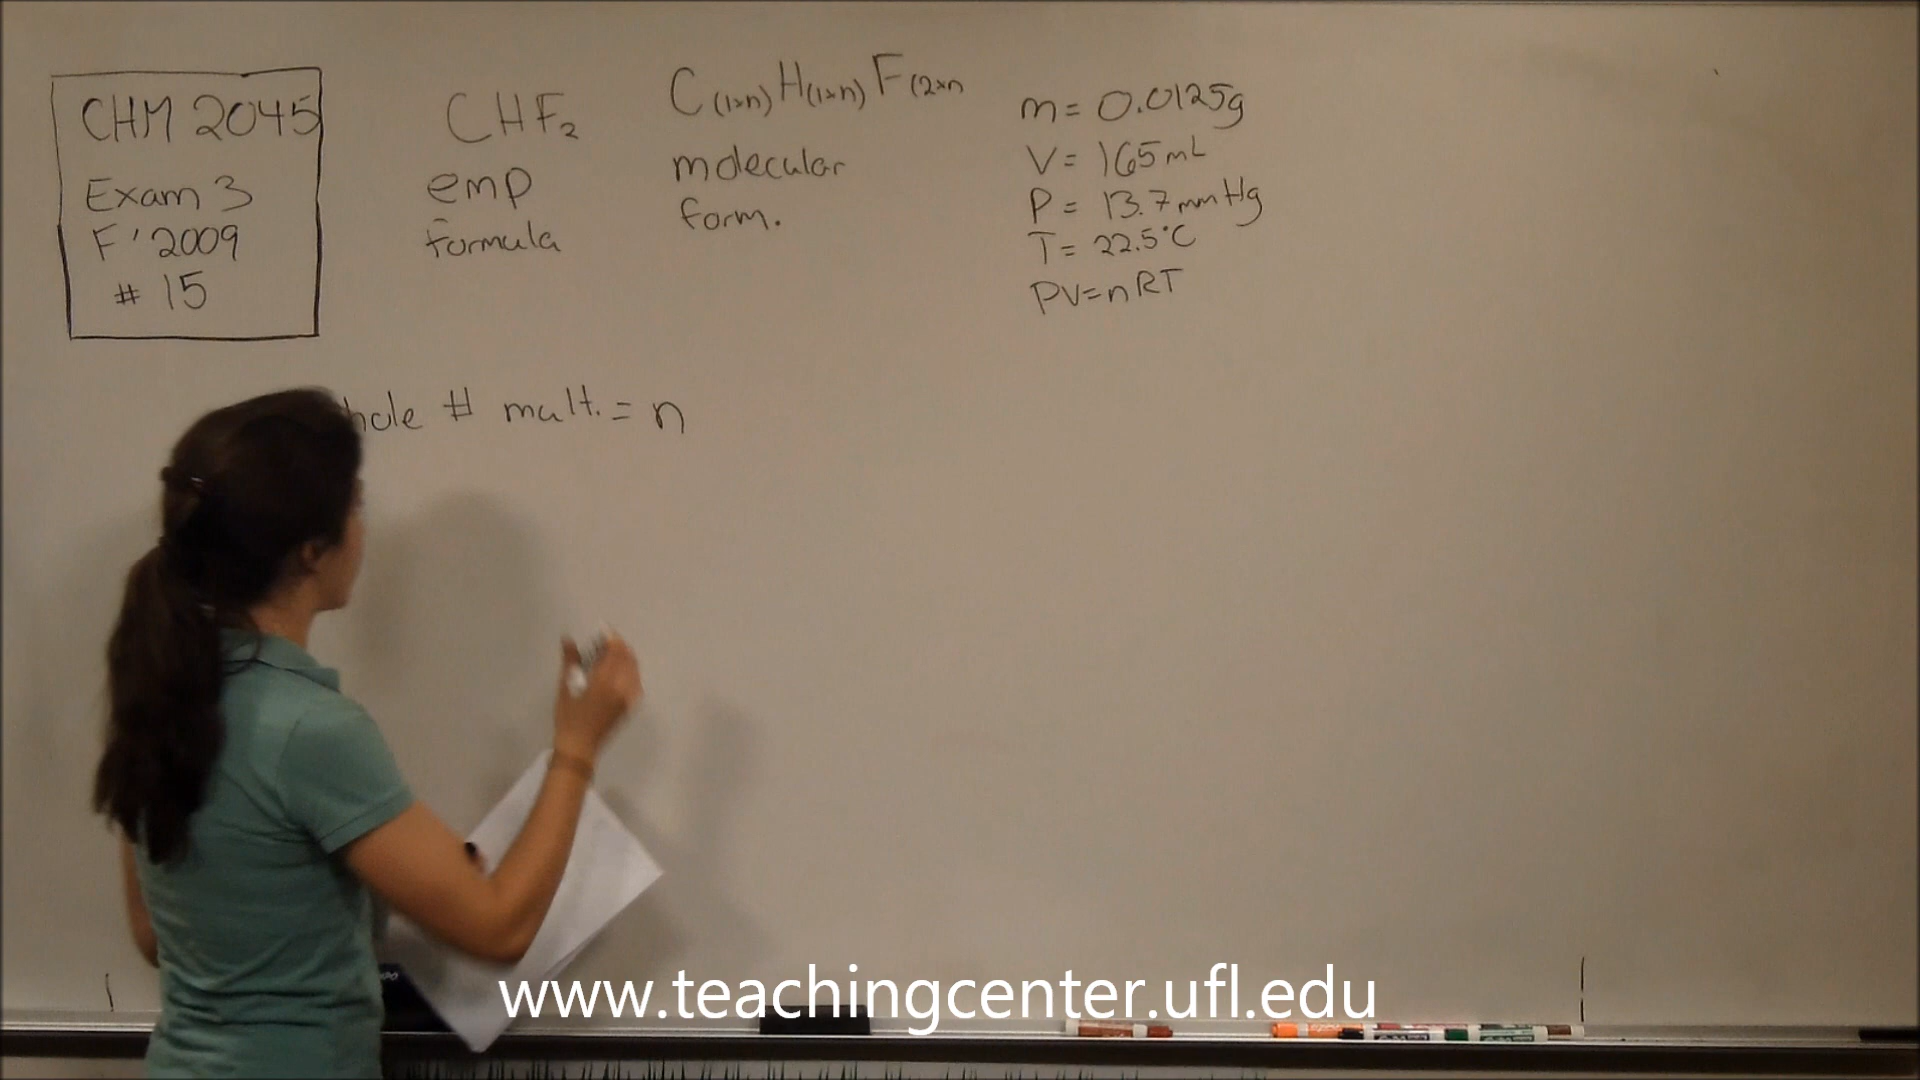 CHM 2045
Exam 3
F '2009
# 15
CHF₂
emp
formula
C(1×n)H(1×n)F(2×n
molecular
form.
m= 0.0125g
V= 165mL
P= 13.7mmHg
T= 22.5°C
PV=nRT
# mult.= n
www.teachingcenter.ufl.edu